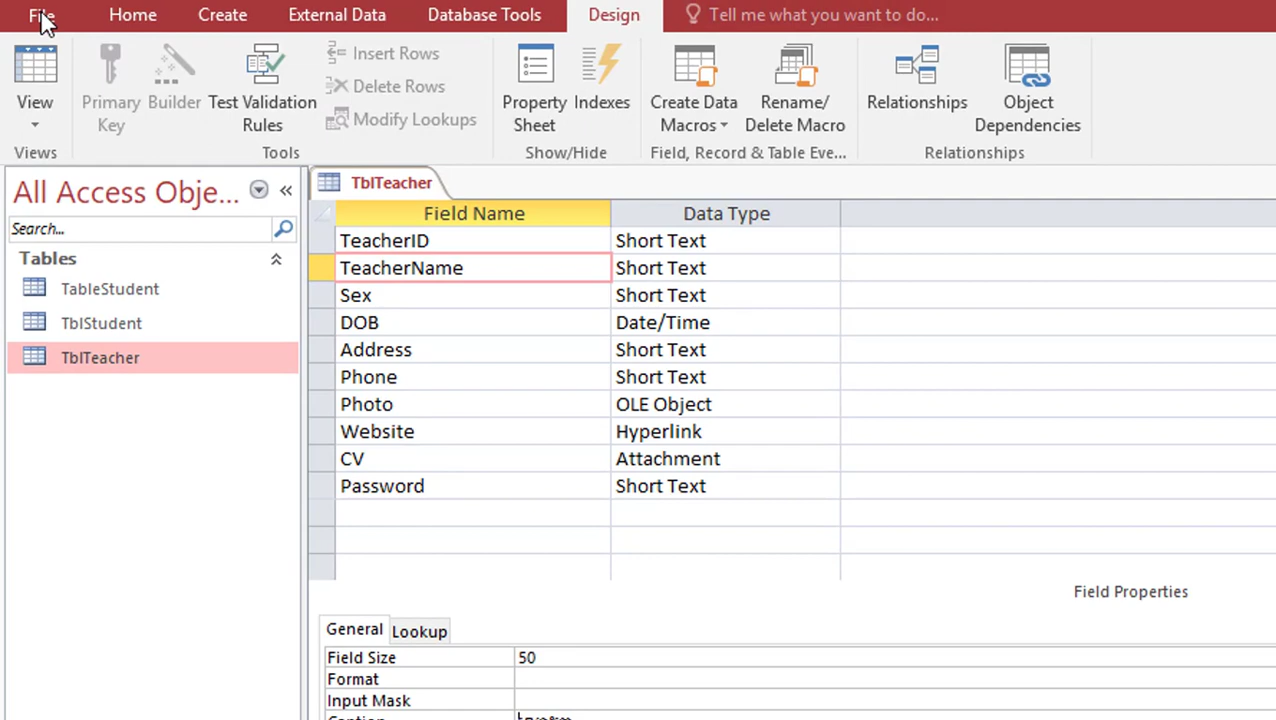 File Home Create External Data Database Tools Design Tell me what you want to do...
View Primary Key Builder Test Validation Rules Insert Rows Delete Rows Modify Lookups Property Sheet Indexes Create Data Macros Rename/ Delete Macro Relationships Object Dependencies
Views Tools Show/Hide Field, Record & Table Eve... Relationships
All Access Obje... «
TblTeacher
Search...
Tables
TableStudent
TblStudent
TblTeacher
Field Name Data Type
TeacherID Short Text
TeacherName Short Text
Sex Short Text
DOB Date/Time
Address Short Text
Phone Short Text
Photo OLE Object
Website Hyperlink
CV Attachment
Password Short Text
Field Properties
General Lookup
Field Size 50
Format
Input Mask
Caption